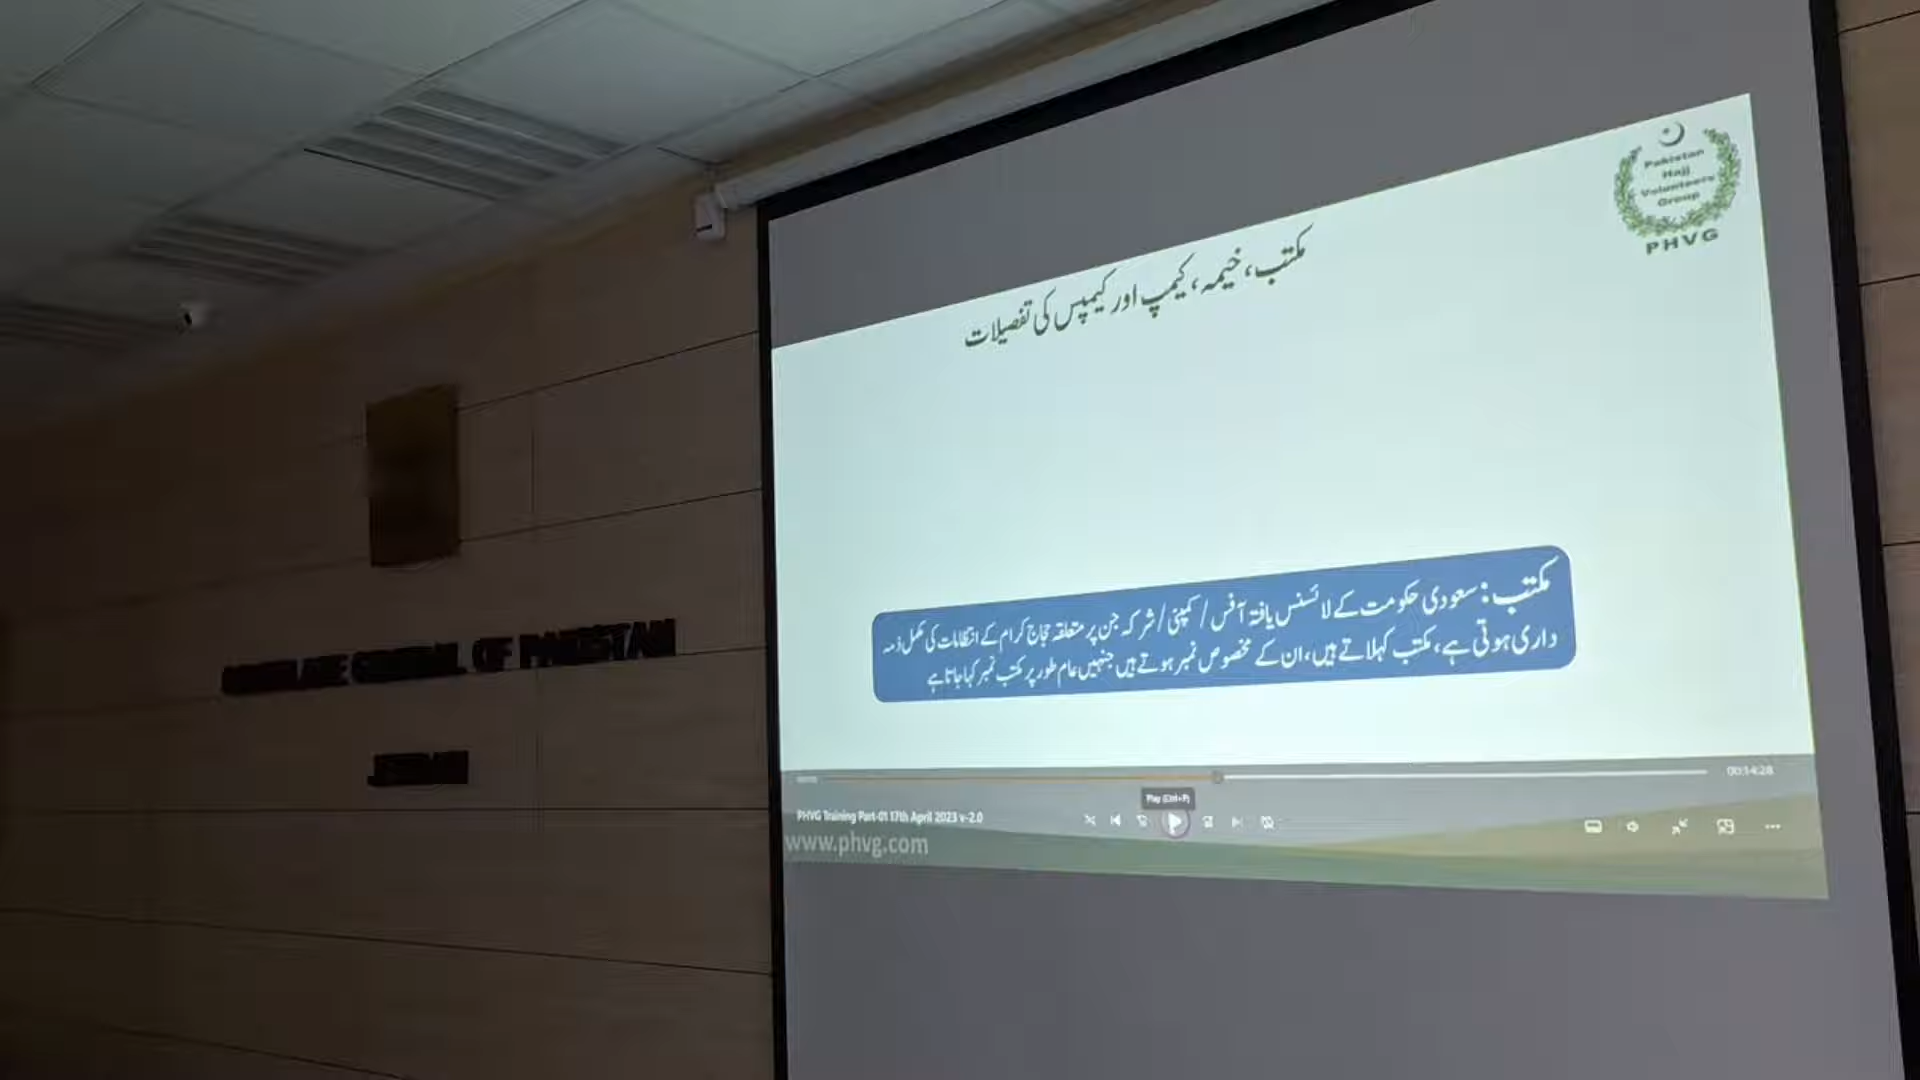 Pakistan
Hajj
Volunteers
Group
PHVG
مکتب، خیمہ، کیمپ اور کیمپس کی تفصیلات
مکتب: سعودی حکومت کے لائسنس یافتہ آفس / کمپنی / شرکہ جن پر متعلقہ حجاج کرام کے انتظامات کی مکمل ذمہ
داری ہوتی ہے، مکتب کہلاتے ہیں، ان کے مخصوص نمبر ہوتے ہیں جنہیں عام طور پر مکتب نمبر کہا جاتا ہے
00:14:28
Play (Ctrl+P)
PHVG Training Part-01 17th April 2023 v-2.0
www.phvg.com
GENERAL OF PAKISTAN